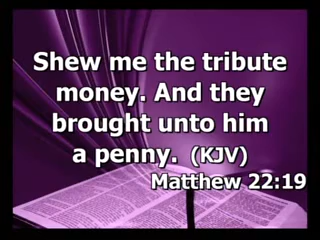 Shew me the tribute
money. And they
brought unto him
a penny. (KJV)
Matthew 22:19